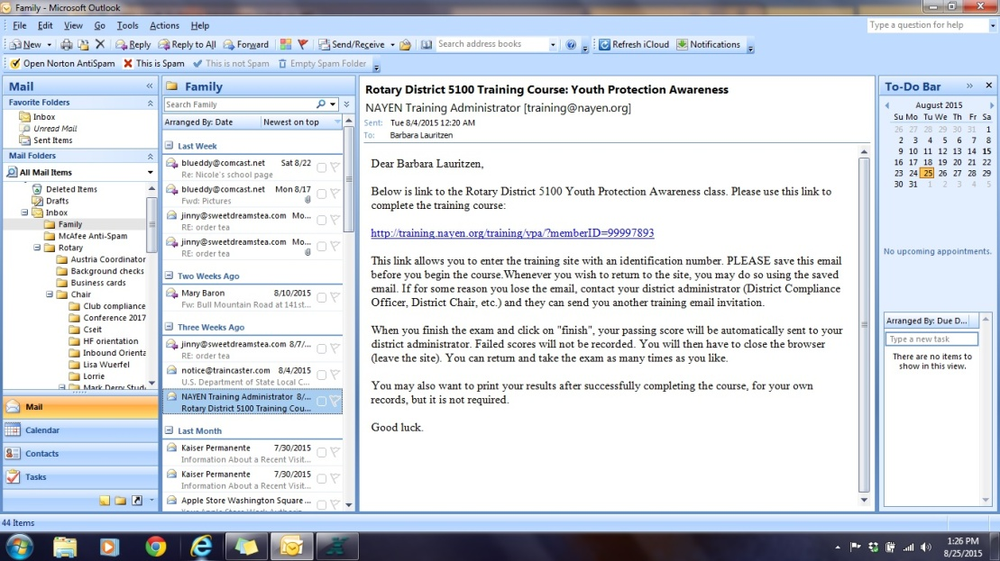 Family - Microsoft Outlook
File Edit View Go Tools Actions Help
Type a question for help
New Reply Reply to All Forward Send/Receive Search address books Refresh iCloud Notifications
Open Norton AntiSpam This is Spam This is not Spam Empty Spam Folder
Mail «
Favorite Folders
Inbox
Unread Mail
Sent Items
Mail Folders
All Mail Items
Deleted Items
Drafts
Inbox
Family
McAfee Anti-Spam
Rotary
Austria Coordinator
Background checks
Business cards
Chair
Club compliance
Conference 2017
Cseit
HF orientation
Inbound Orienta
Lisa Wuerfel
Lorrie
Mark Derry Stud
Mail
Calendar
Contacts
Tasks
Family
Search Family
Arranged By: Date Newest on top
Last Week
blueddy@comcast.net Sat 8/22
Re: Nicole's school page
blueddy@comcast.net Mon 8/17
Fwd: Pictures
jinny@sweetdreamstea.com Mo...
RE: order tea
jinny@sweetdreamstea.com Mo...
RE: order tea
Two Weeks Ago
Mary Baron 8/10/2015
Fw: Bull Mountain Road at 141st...
Three Weeks Ago
jinny@sweetdreamstea.com 8/7/...
RE: order tea
notice@traincaster.com 8/4/2015
U.S. Department of State Local C...
NAYEN Training Administrator 8/...
Rotary District 5100 Training Cou...
Last Month
Kaiser Permanente 7/30/2015
Information About a Recent Visit...
Kaiser Permanente 7/30/2015
Information About a Recent Visit...
Apple Store Washington Square ...
Rotary District 5100 Training Course: Youth Protection Awareness
NAYEN Training Administrator [training@nayen.org]
Sent: Tue 8/4/2015 12:20 AM
To: Barbara Lauritzen
Dear Barbara Lauritzen,
Below is link to the Rotary District 5100 Youth Protection Awareness class. Please use this link to
complete the training course:
http://training.nayen.org/training/ypa/?memberID=99997893
This link allows you to enter the training site with an identification number. PLEASE save this email
before you begin the course.Whenever you wish to return to the site, you may do so using the saved
email. If for some reason you lose the email, contact your district administrator (District Compliance
Officer, District Chair, etc.) and they can send you another training email invitation.
When you finish the exam and click on "finish", your passing score will be automatically sent to your
district administrator. Failed scores will not be recorded. You will then have to close the browser
(leave the site). You can return and take the exam as many times as you like.
You may also want to print your results after successfully completing the course, for your own
records, but it is not required.
Good luck.
To-Do Bar »
August 2015
Su Mo Tu We Th Fr Sa
26 27 28 29 30 31 1
2 3 4 5 6 7 8
9 10 11 12 13 14 15
16 17 18 19 20 21 22
23 24 25 26 27 28 29
30 31 1 2 3 4 5
No upcoming appointments.
Arranged By: Due D...
Type a new task
There are no items to
show in this view.
44 Items
1:26 PM
8/25/2015